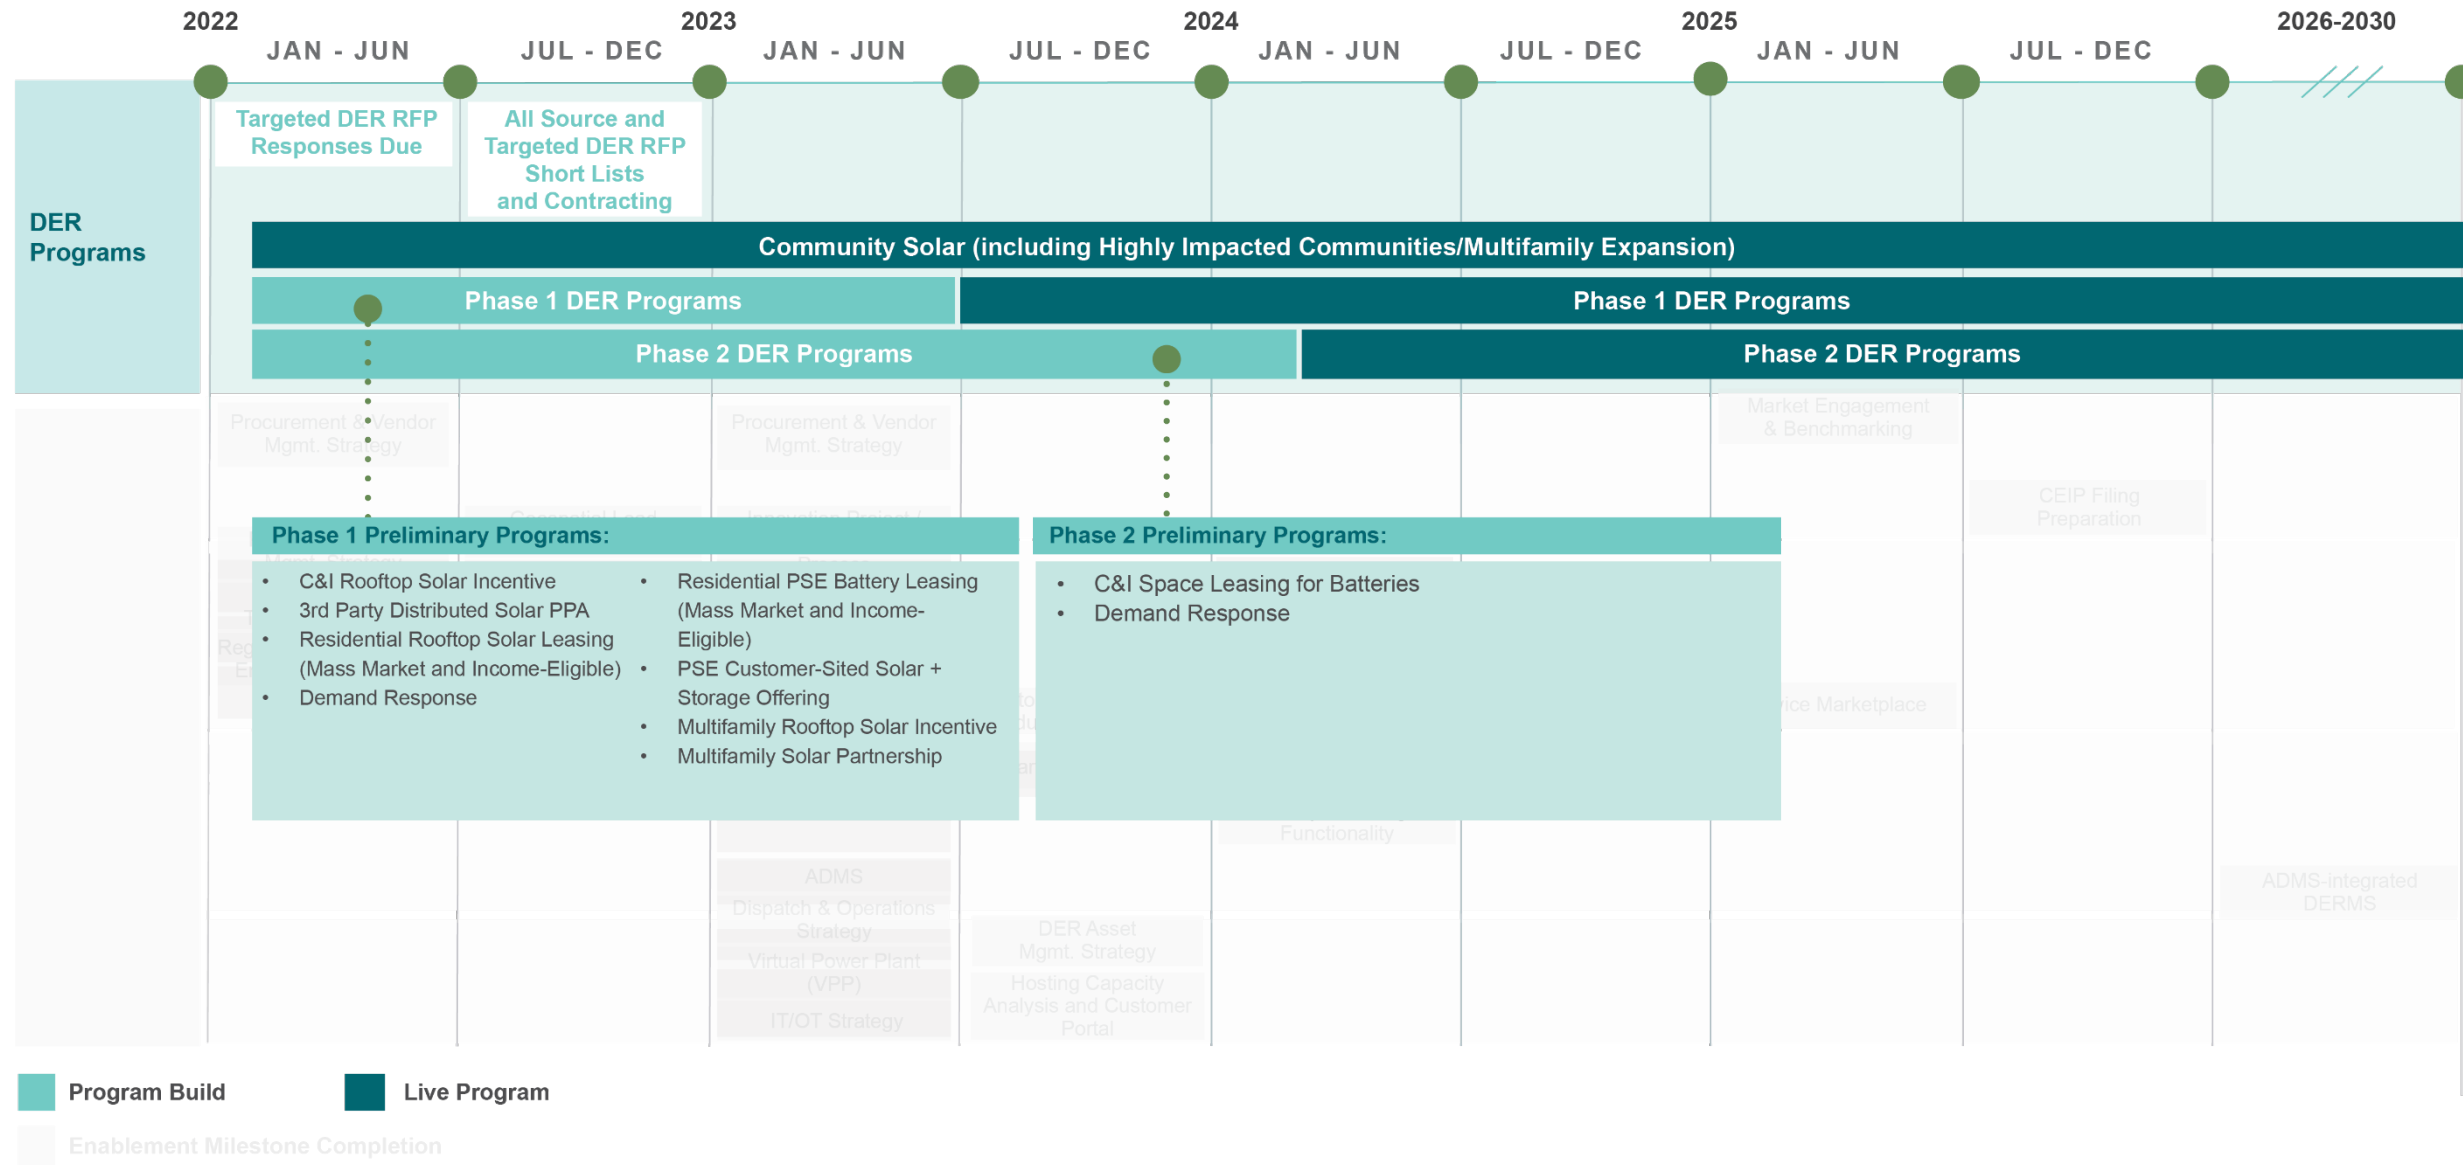 2022
2023
2024
2025
2026-2030
JAN - JUN
JUL - DEC
JAN - JUN
JUL - DEC
JAN - JUN
JUL - DEC
JAN - JUN
JUL - DEC
Targeted DER RFP
Responses Due
All Source and
Targeted DER RFP
Short Lists
and Contracting
DER
Programs
Community Solar (including Highly Impacted Communities/Multifamily Expansion)
Phase 1 DER Programs
Phase 1 DER Programs
Phase 2 DER Programs
Phase 2 DER Programs
Procurement & Vendor
Mgmt. Strategy
Procurement & Vendor
Mgmt. Strategy
Market Engagement
& Benchmarking
CEIP Filing
Preparation
Phase 1 Preliminary Programs:
• C&I Rooftop Solar Incentive
• 3rd Party Distributed Solar PPA
• Residential Rooftop Solar Leasing
(Mass Market and Income-Eligible)
• Demand Response
• Residential PSE Battery Leasing
(Mass Market and Income-
Eligible)
• PSE Customer-Sited Solar +
Storage Offering
• Multifamily Rooftop Solar Incentive
• Multifamily Solar Partnership
Phase 2 Preliminary Programs:
• C&I Space Leasing for Batteries
• Demand Response
Marketplace
Functionality
ADMS
Dispatch & Operations
Strategy
Virtual Power Plant
(VPP)
IT/OT Strategy
DER Asset
Mgmt. Strategy
Hosting Capacity
Analysis and Customer
Portal
ADMS-integrated
DERMS
Program Build
Live Program
Enablement Milestone Completion